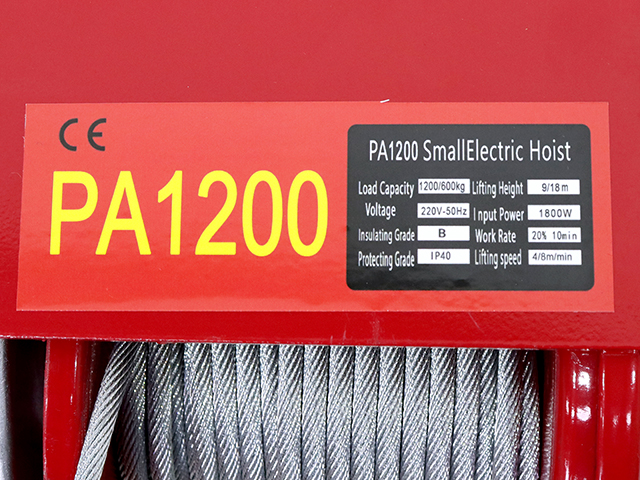 CE
PA1200
PA1200 SmallElectric Hoist
Load Capacity 1200/600kg Lifting Height 9/18m
Voltage 220V-50Hz Input Power 1800W
Insulating Grade B Work Rate 20% 10min
Protecting Grade IP40 Lifting speed 4/8m/min